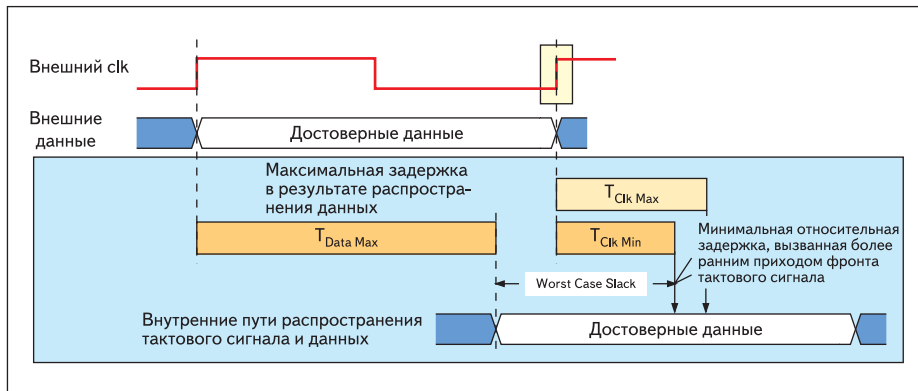 Внешний clk
Внешние
данные
Достоверные данные
Максимальная задержка
в результате распростра-
нения данных
T Clk Max
T Data Max
T Clk Min
Минимальная относительная
задержка, вызванная более
ранним приходом фронта
тактового сигнала
Worst Case Slack
Внутренние пути распространения
тактового сигнала и данных
Достоверные данные